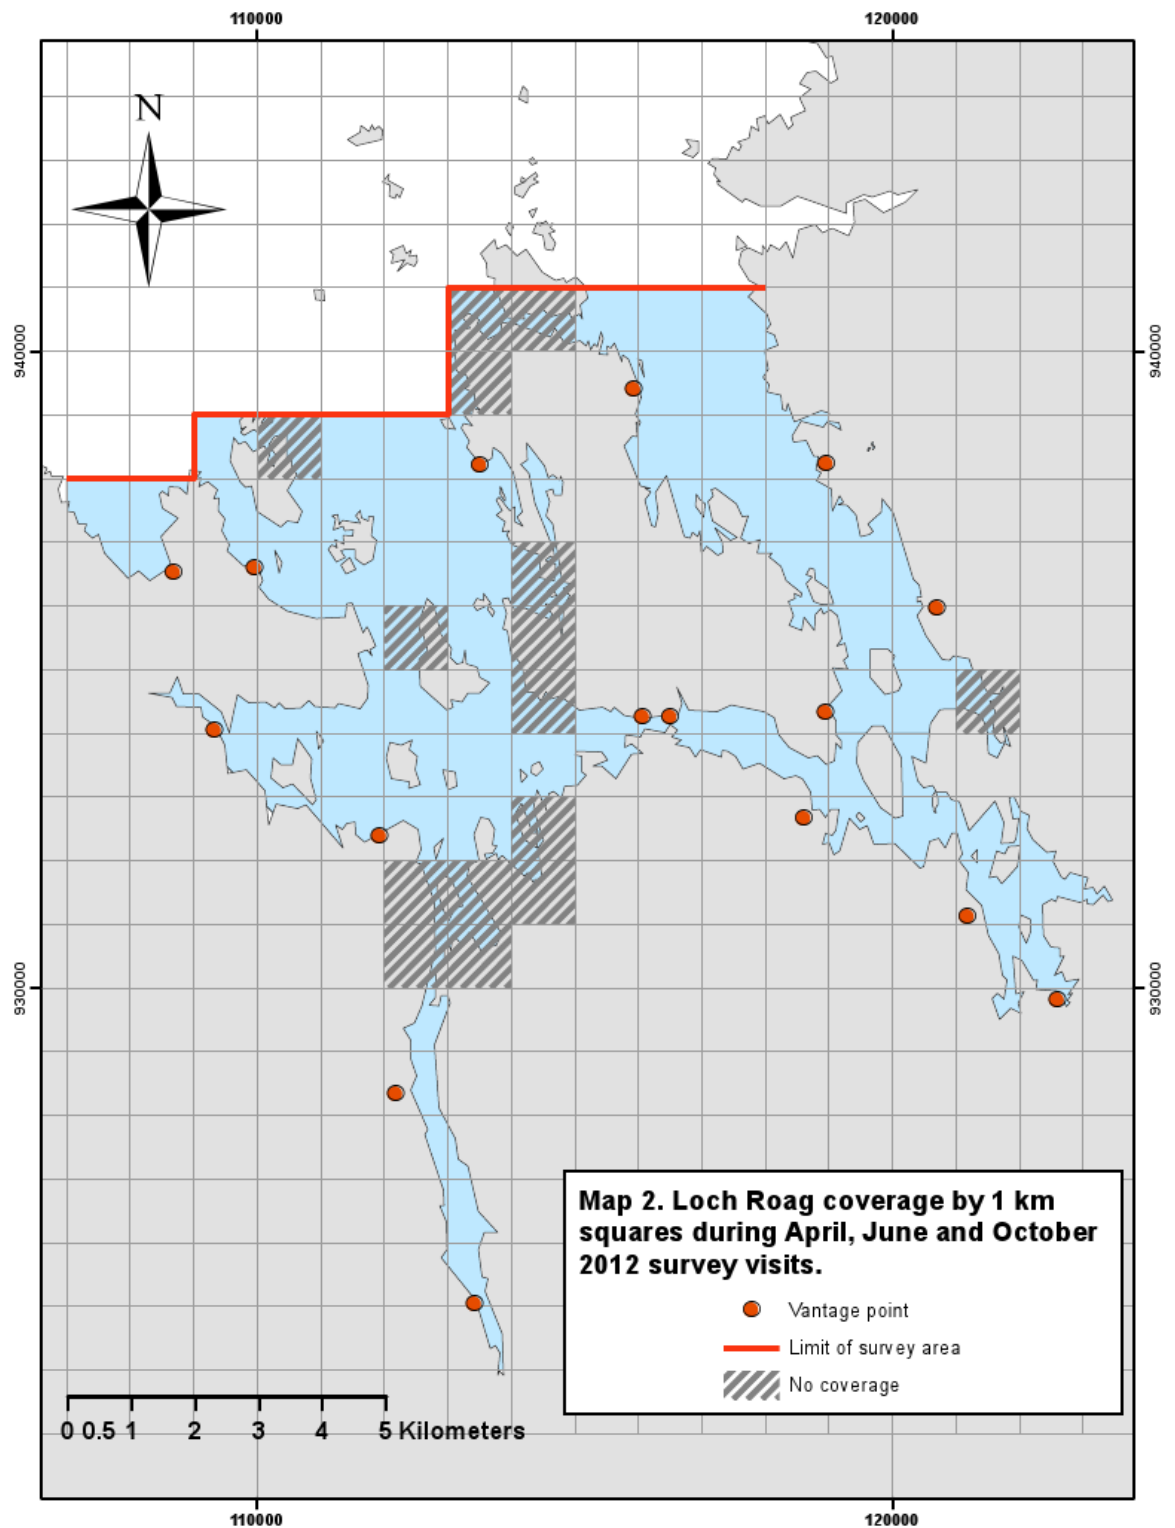 110000
120000
N
940000
940000
930000
930000
Map 2. Loch Roag coverage by 1 km
squares during April, June and October
2012 survey visits.
Vantage point
Limit of survey area
No coverage
0 0.5 1 2 3 4 5 Kilometers
110000
120000